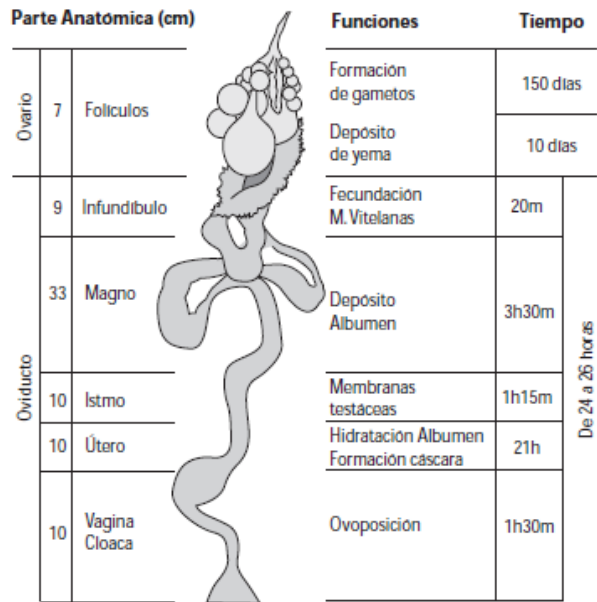 Parte Anatómica (cm) Funciones Tiempo
Ovario
7 Folículos
Formación
de gametos
150 días
Depósito
de yema
10 días
Oviducto
9 Infundíbulo
Fecundación
M. Vitelanas
20m
33 Magno
Depósito
Albumen
3h30m
10 Istmo
Membranas
testáceas
1h15m
10 Útero
Hidratación Albumen
Formación cáscara
21h
10 Vagina
Cloaca
Ovoposición
1h30m
De 24 a 26 horas